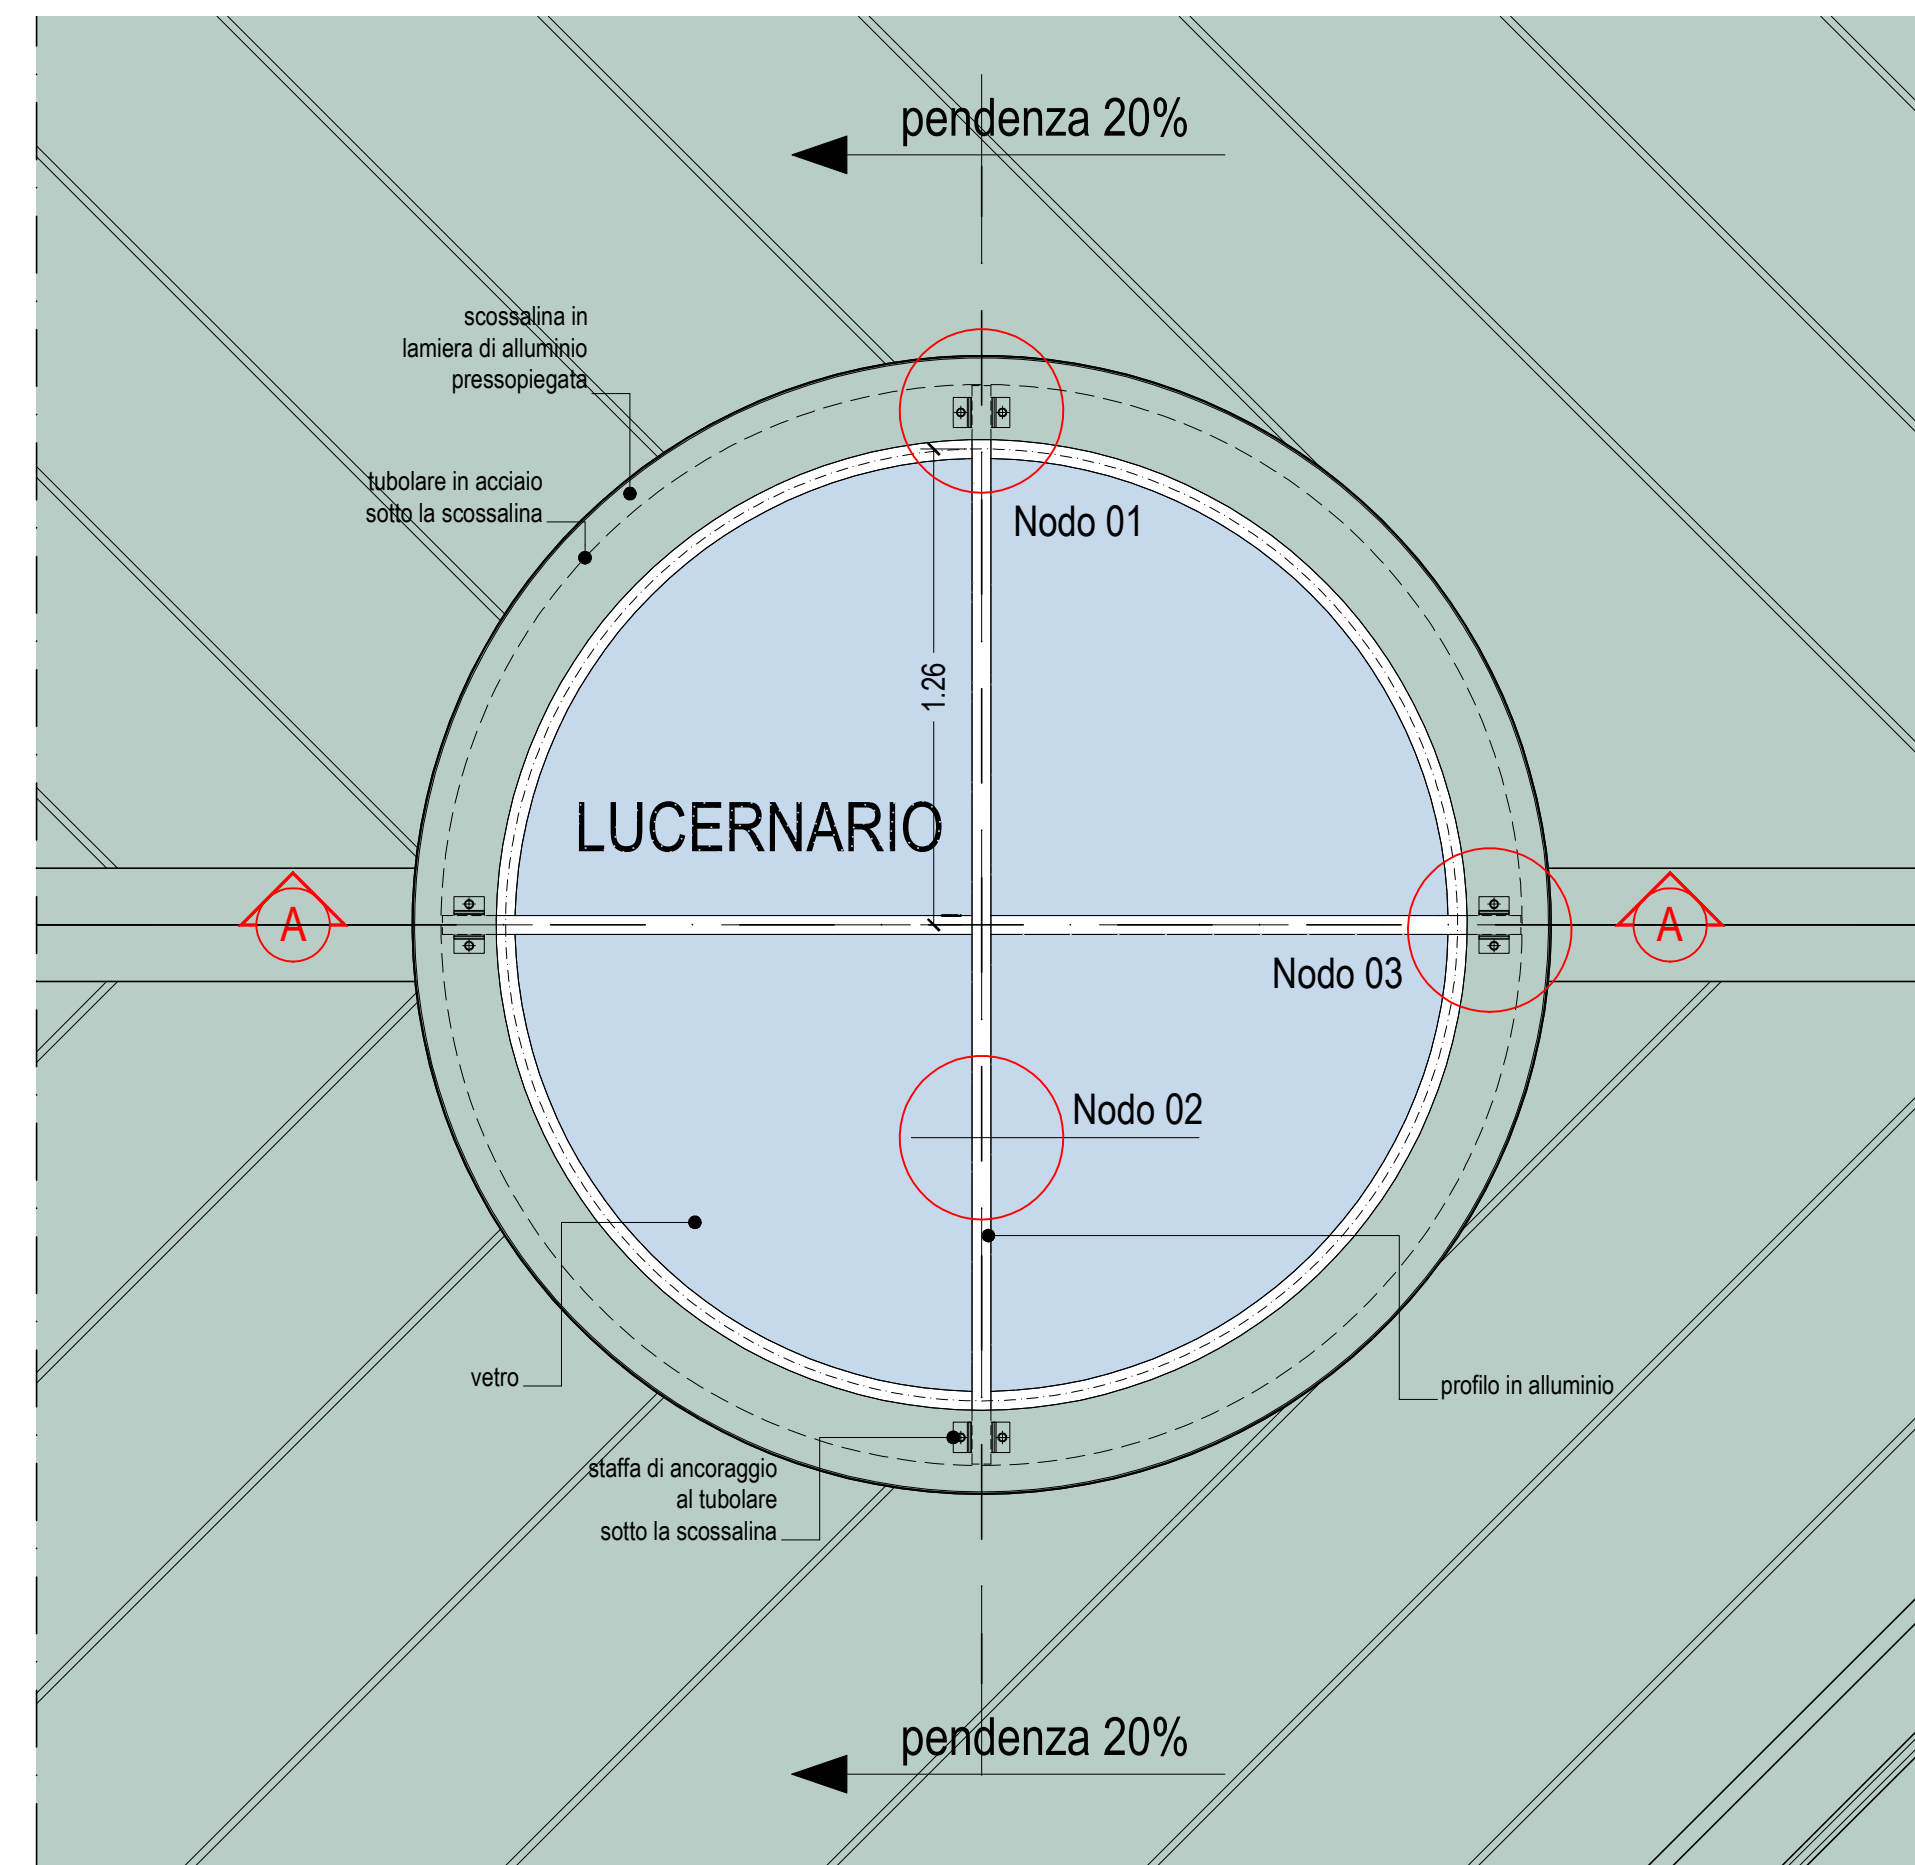 pendenza 20%
scossalina in
lamiera di alluminio
pressopiegata
tubolare in acciaio
sotto la scossalina
Nodo 01
1.26
LUCERNARIO
A
A
Nodo 03
Nodo 02
vetro
profilo in alluminio
staffa di ancoraggio
al tubolare
sotto la scossalina
pendenza 20%